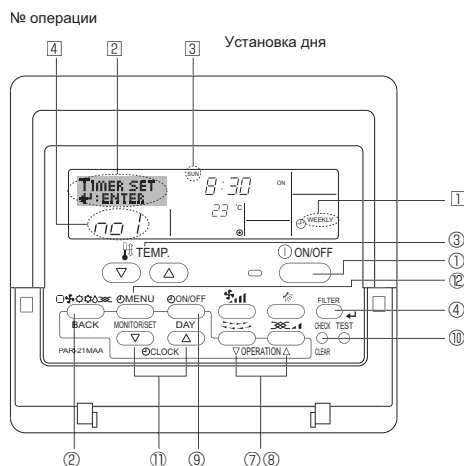 № операции
Установка дня
4 2 3
TIMER SET
↵:ENTER
SUN
8:30
ON
23 °C
WEEKLY
no1
1
TEMP.
ON/OFF
③
①
⑫
④
⑩
MENU
ON/OFF
FILTER
BACK
MONITOR/SET
DAY
CHECK TEST
PAR-21MAA
CLOCK
▽OPERATION△
CLEAR
② ⑪ ⑨ ⑦⑧